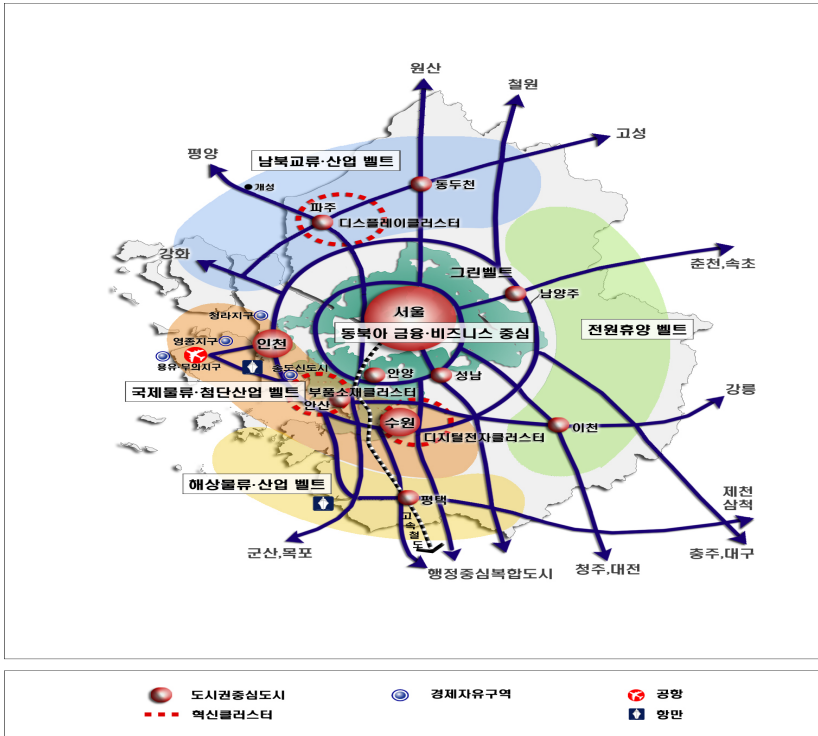 원산
철원
고성
평양
남북교류·산업 벨트
개성
동두천
파주
디스플레이클러스터
강화
그린벨트
춘천,속초
남양주
청라지구
서울
영종지구
인천
동북아 금융·비즈니스 중심
전원휴양 벨트
용유·무의지구
송도신도시
안양
성남
국제물류·첨단산업 벨트
부품소재클러스터
안산
강릉
수원
이천
디지털전자클러스터
해상물류·산업 벨트
평택
제천
삼척
고속철도
군산,목포
행정중심복합도시
청주,대전
충주,대구
도시권중심도시
경제자유구역
공항
혁신클러스터
항만